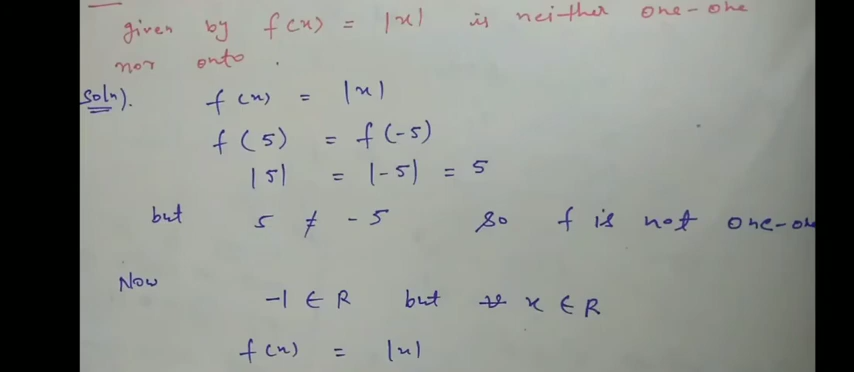 given by f(x) = |x| is neither one-one
nor onto.
Soln). f(x) = |x|
f(5) = f(-5)
|5| = |-5| = 5
but 5 ≠ -5 so f is not one-one
Now
-1 ∈ R but x ∈ R
f(x) = |x|